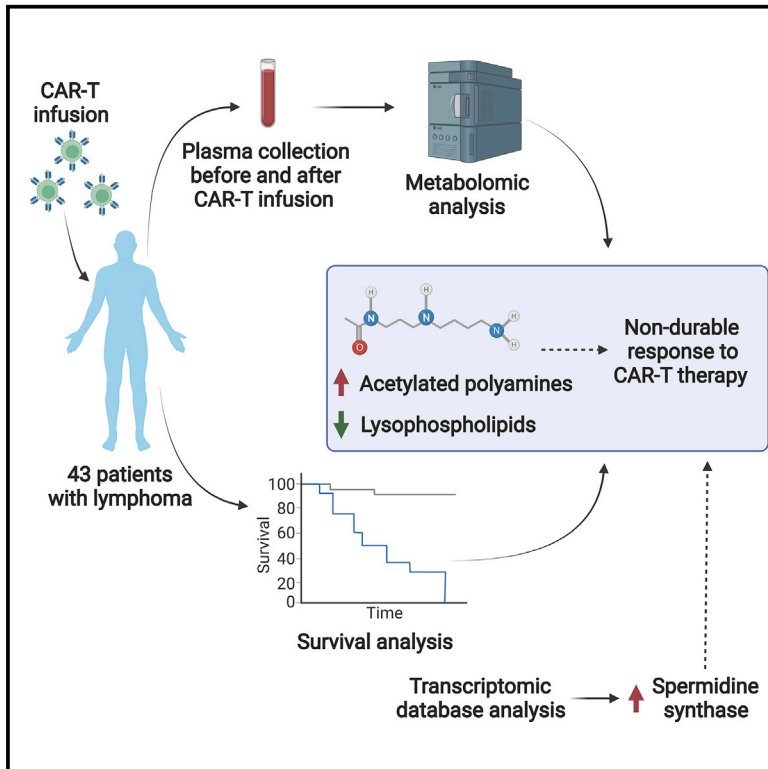 CAR-T
infusion
Plasma collection
before and after
CAR-T infusion
Metabolomic
analysis
43 patients
with lymphoma
H
H
N
N
N
H
H
O
Acetylated polyamines
Lysophospholipids
Non-durable
response to
CAR-T therapy
100
80
60
40
20
0
Survival
Time
Survival analysis
Transcriptomic
database analysis
Spermidine
synthase